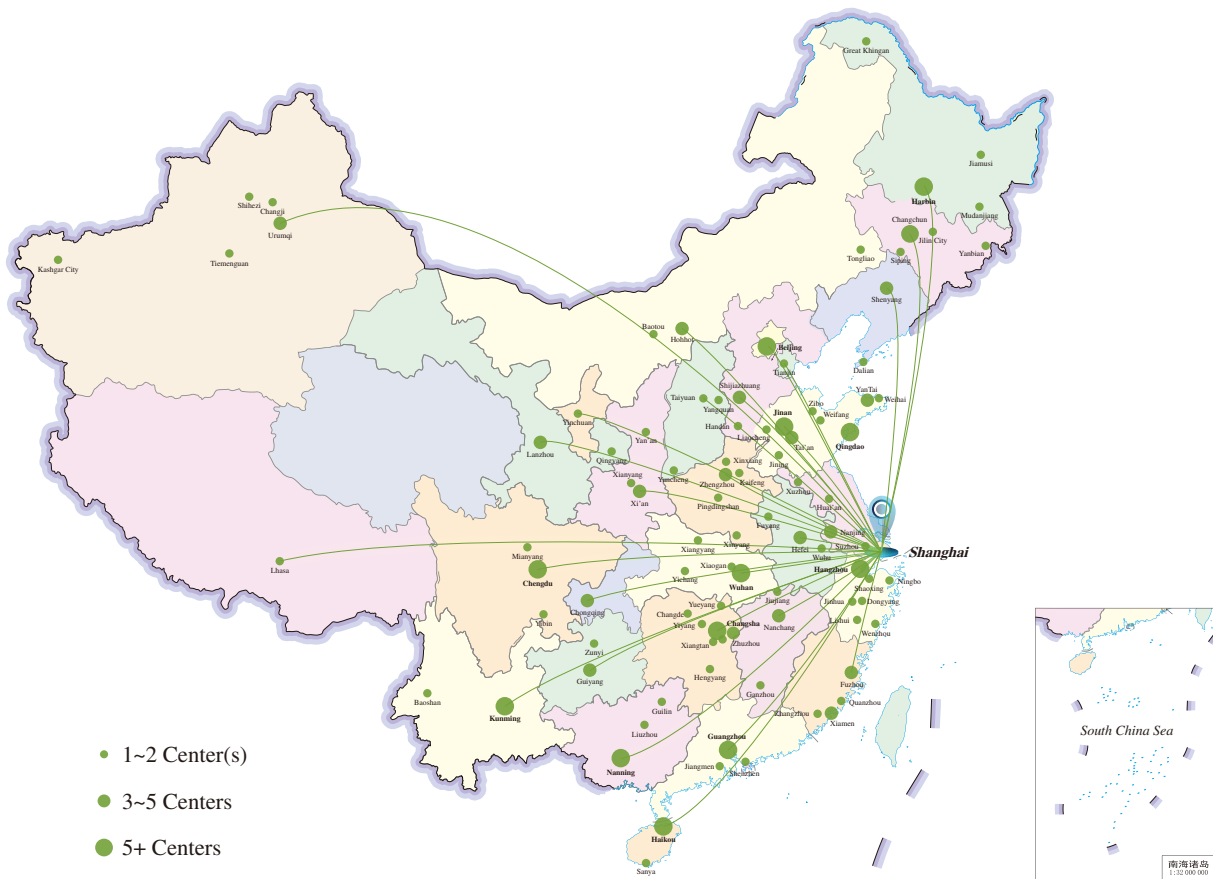 Great Khingan
Jiamusi
Harbin
Mudanjiang
Shihezi
Changji
Urumqi
Changchun
Jilin City
Tiemenguan
Kashgar City
Tongliao
Siping
Yanbian
Shenyang
Baotou
Hohhot
Beijing
Tianjin
Dalian
Shijiazhuang
YanTai
Weihai
Taiyuan
Yangquan
Zibo
Weifang
Jinan
Yinchuan
Handan
Liaocheng
Tai'an
Qingdao
Yan'an
Lanzhou
Qingyang
Jining
Xinxiang
Yuncheng
Xianyang
Zhengzhou
Kaifeng
Xuzhou
Xi'an
Pingdingshan
Huai'an
Fuyang
Nanjing
Xiangyang
Xinyang
Hefei
Suzhou
Wuhu
Shanghai
Mianyang
Lhasa
Xiaogan
Hangzhou
Chengdu
Yichang
Wuhan
Shaoxing
Ningbo
Jiujiang
Jinhua
Dongyang
Chongqing
Yueyang
Changde
Yibin
Yiyang
Changsha
Nanchang
Lishui
Wenzhou
Xiangtan
Zhuzhou
Zunyi
Hengyang
Guiyang
Fuzhou
Ganzhou
Baoshan
Kunming
Guilin
Quanzhou
Zhangzhou
Xiamen
Liuzhou
Guangzhou
Nanning
Jiangmen
Shenzhen
Haikou
Sanya
1~2 Center(s)
3~5 Centers
5+ Centers
South China Sea
南海诸岛
1:32 000 000